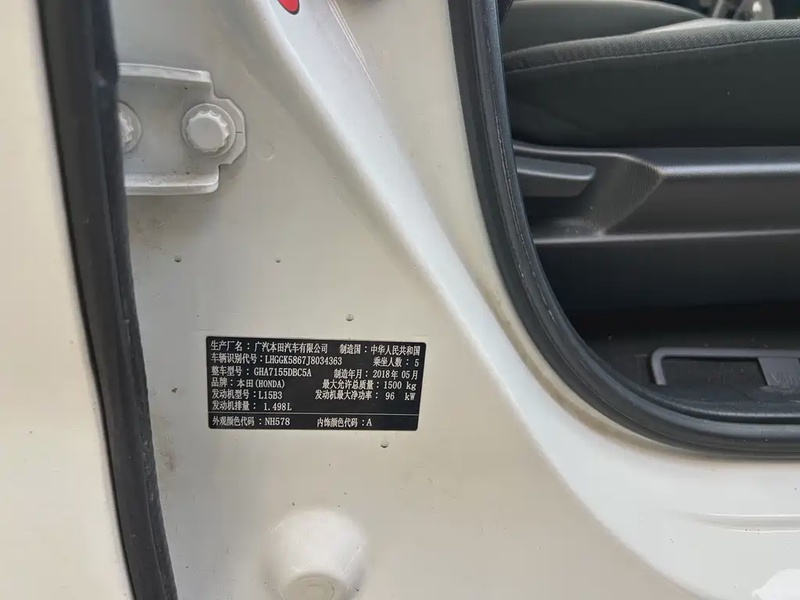 生产厂名：广汽本田汽车有限公司 制造国：中华人民共和国
车辆识别代号：LHGGK5867J8034363 乘坐人数：5
整车型号：GHA7155DBC5A 制造年月：2018年05月
品牌：本田(HONDA) 最大允许总质量：1500 kg
发动机型号：L15B3 发动机最大净功率：96 kW
发动机排量：1.498L
外观颜色代码：NH578 内饰颜色代码：A